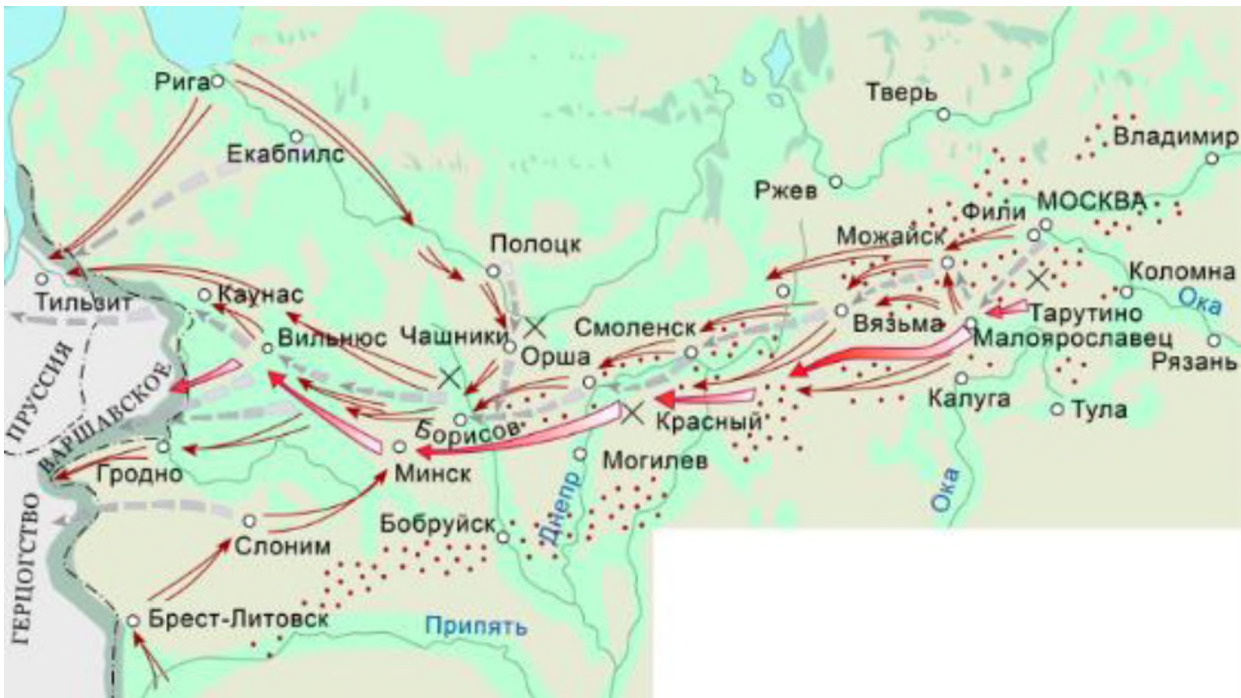 Рига
Тверь
Владимир
Екабпилс
Ржев
Фили
МОСКВА
Можайск
Полоцк
Коломна
Ока
Тильзит
Каунас
Чашники
Смоленск
Вязьма
Тарутино
Малоярославец
Вильнюс
Орша
Рязань
ПРУССИЯ
ВАРШАВСКОЕ
Красный
Калуга
Тула
Борисов
Гродно
Минск
Могилев
Ока
Днепр
Бобруйск
Слоним
ГЕРЦОГСТВО
Брест-Литовск
Припять